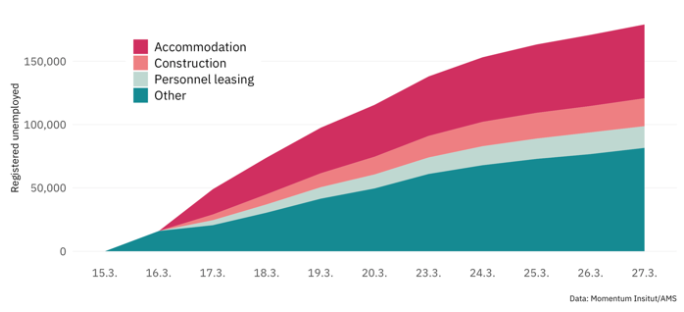 Accommodation
Construction
Personnel leasing
Other
Registered unemployed
150,000
100,000
50,000
0
15.3. 16.3. 17.3. 18.3. 19.3. 20.3. 23.3. 24.3. 25.3. 26.3. 27.3.
Data: Momentum Insitut/AMS